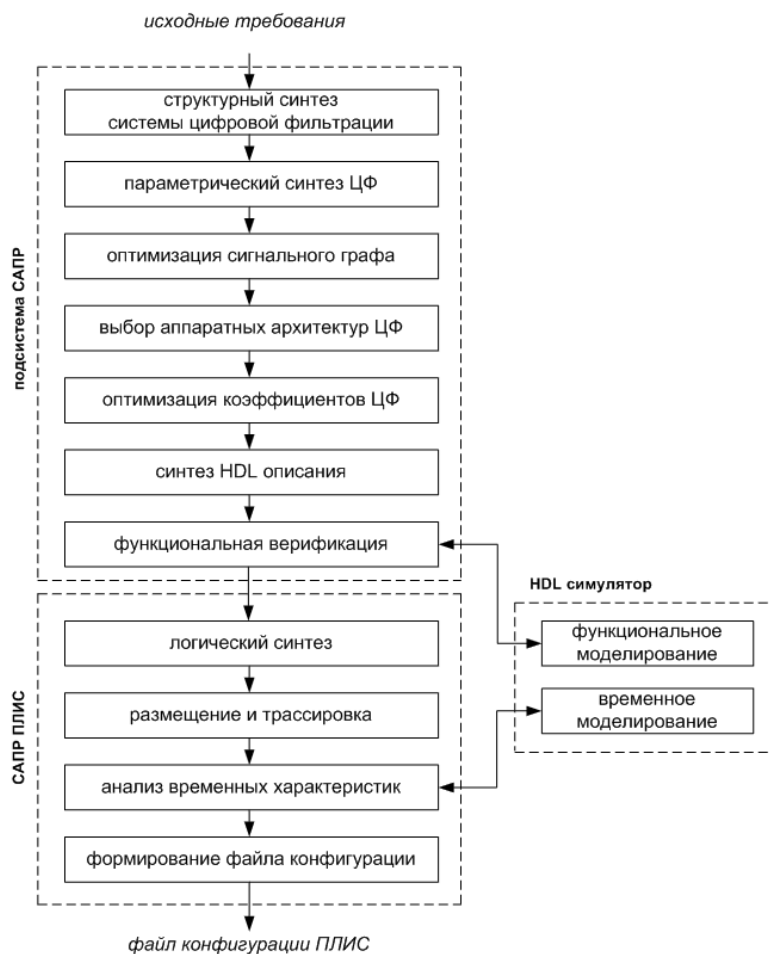 исходные требования
подсистема САПР
структурный синтез
системы цифровой фильтрации
параметрический синтез ЦФ
оптимизация сигнального графа
выбор аппаратных архитектур ЦФ
оптимизация коэффициентов ЦФ
синтез HDL описания
функциональная верификация
HDL симулятор
функциональное
моделирование
временное
моделирование
САПР ПЛИС
логический синтез
размещение и трассировка
анализ временных характеристик
формирование файла конфигурации
файл конфигурации ПЛИС